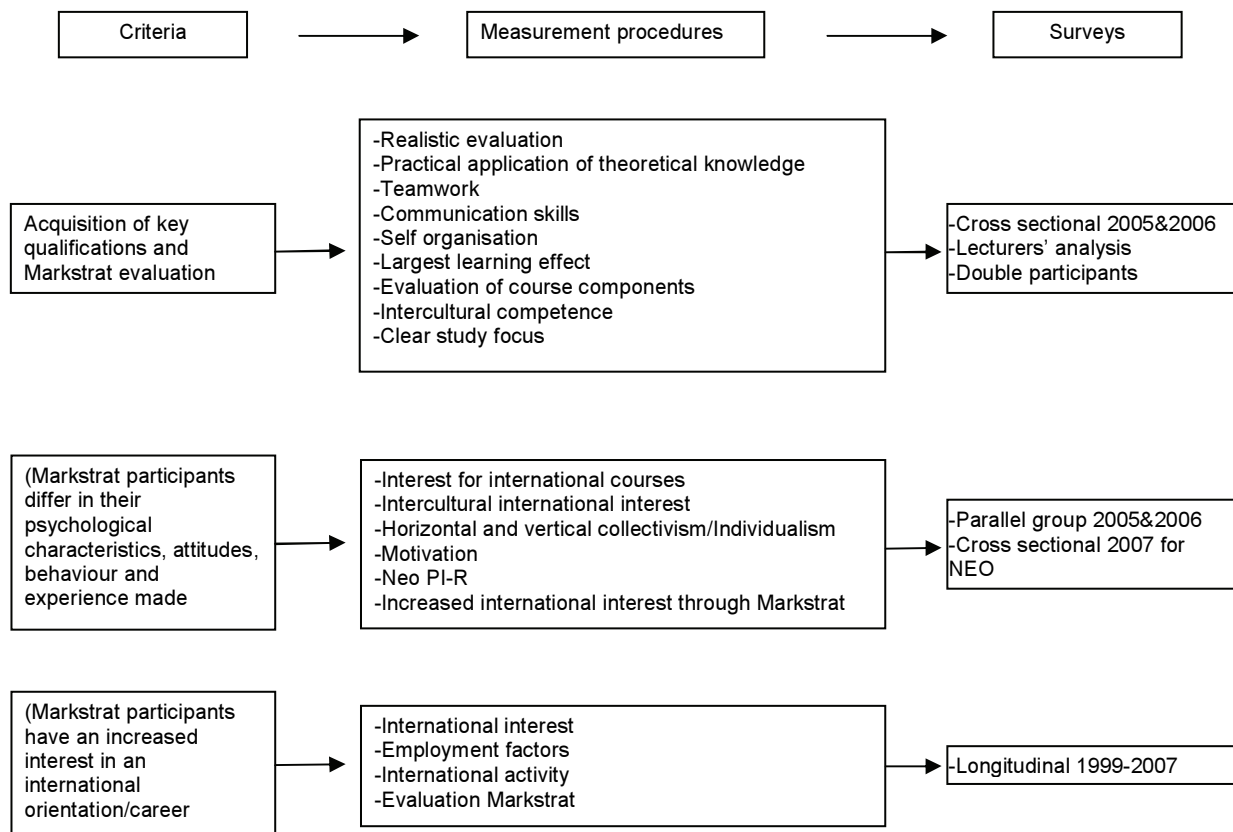 Criteria
Measurement procedures
Surveys
Acquisition of key
qualifications and
Markstrat evaluation
-Realistic evaluation
-Practical application of theoretical knowledge
-Teamwork
-Communication skills
-Self organisation
-Largest learning effect
-Evaluation of course components
-Intercultural competence
-Clear study focus
-Cross sectional 2005&2006
-Lecturers’ analysis
-Double participants
(Markstrat participants
differ in their
psychological
characteristics, attitudes,
behaviour and
experience made
-Interest for international courses
-Intercultural international interest
-Horizontal and vertical collectivism/Individualism
-Motivation
-Neo PI-R
-Increased international interest through Markstrat
-Parallel group 2005&2006
-Cross sectional 2007 for
NEO
(Markstrat participants
have an increased
interest in an
international
orientation/career
-International interest
-Employment factors
-International activity
-Evaluation Markstrat
-Longitudinal 1999-2007